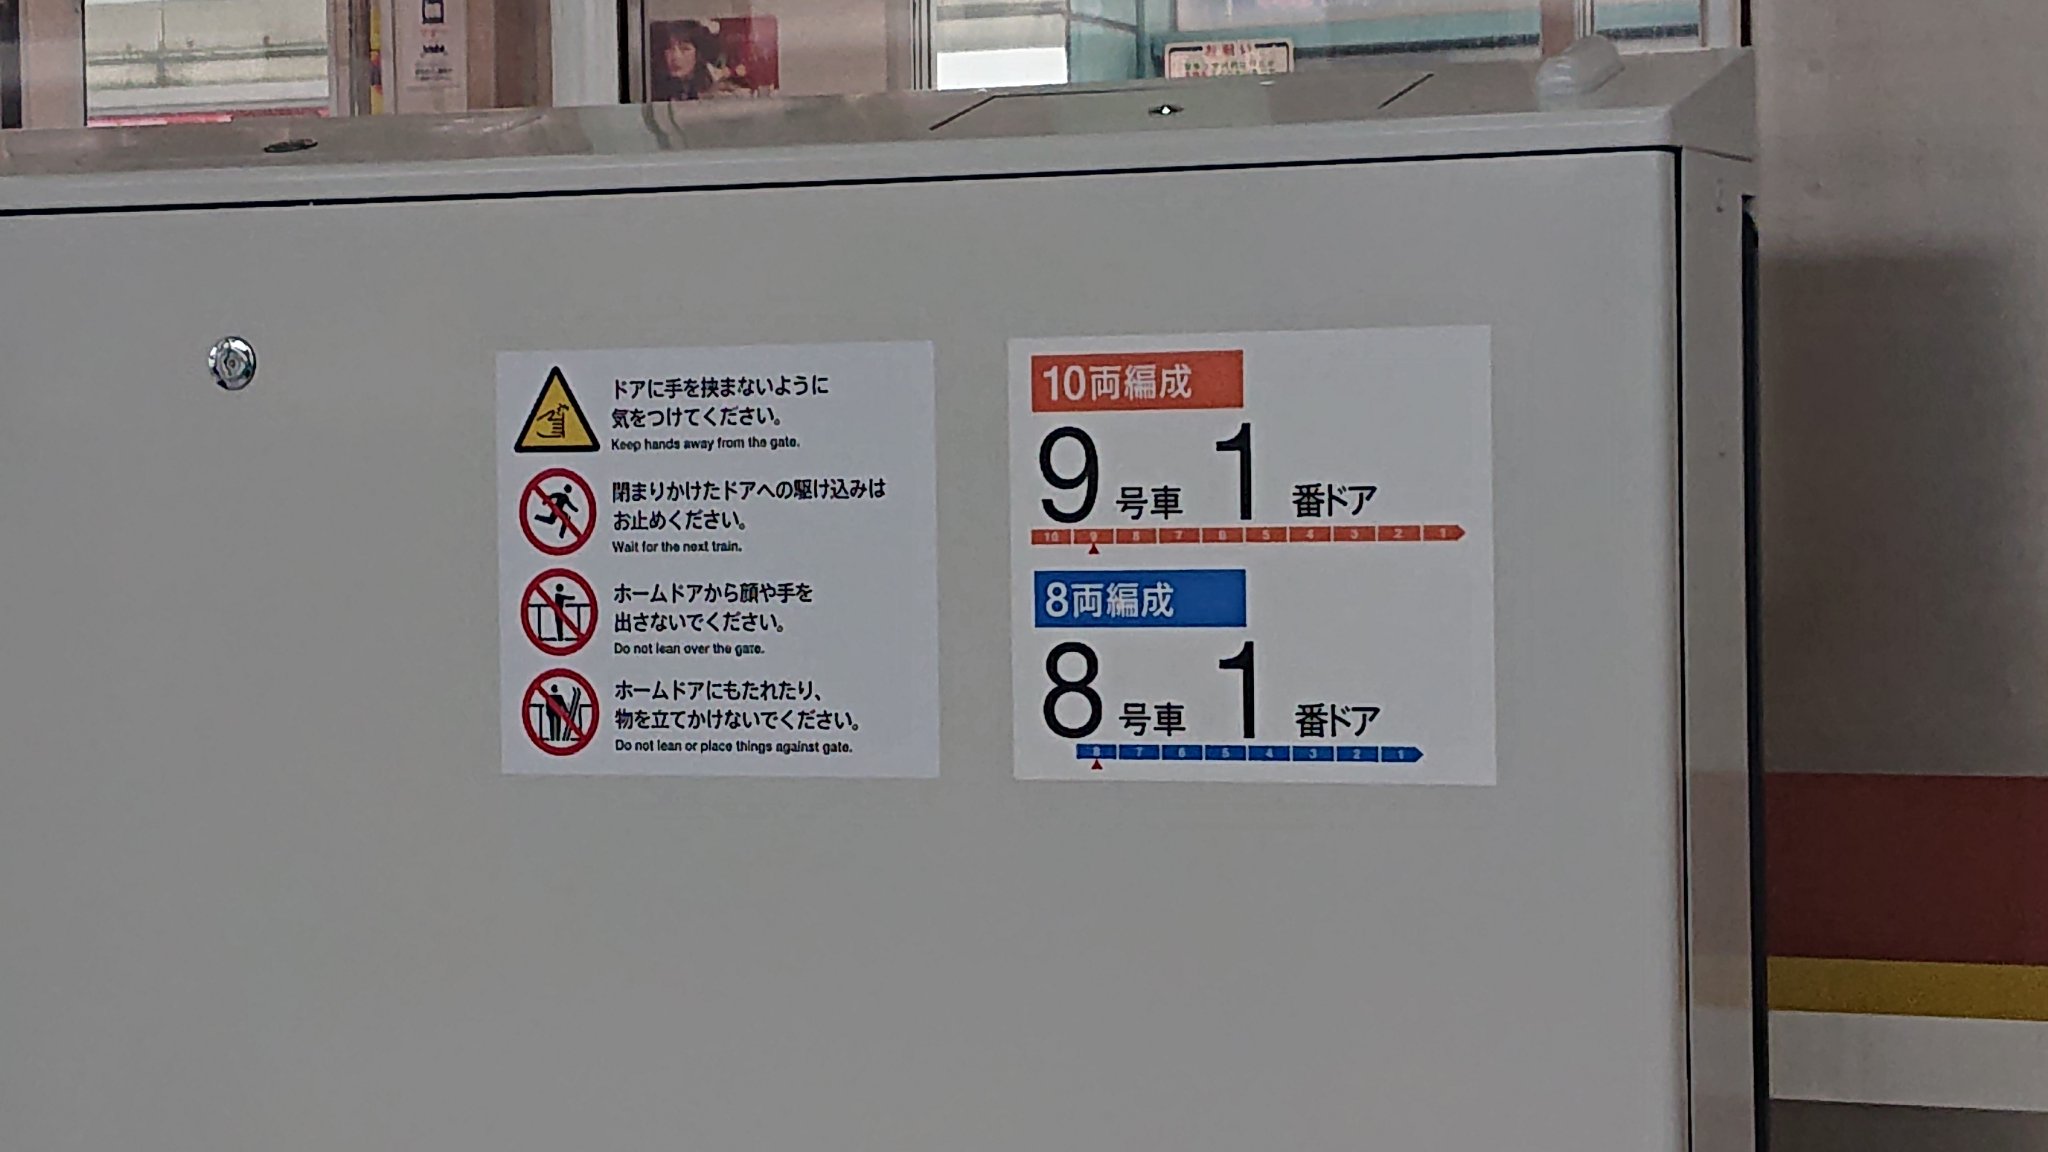 お願い
ドアに手を挟まないように
気をつけてください。
Keep hands away from the gate.
閉まりかけたドアへの駆け込みは
お止めください。
Wait for the next train.
ホームドアから顔や手を
出さないでください。
Do not lean over the gate.
ホームドアにもたれたり、
物を立てかけないでください。
Do not lean or place things against gate.
10両編成
9号車 1番ドア
10 9 8 7 6 5 4 3 2 1
8両編成
8号車 1番ドア
8 7 6 5 4 3 2 1